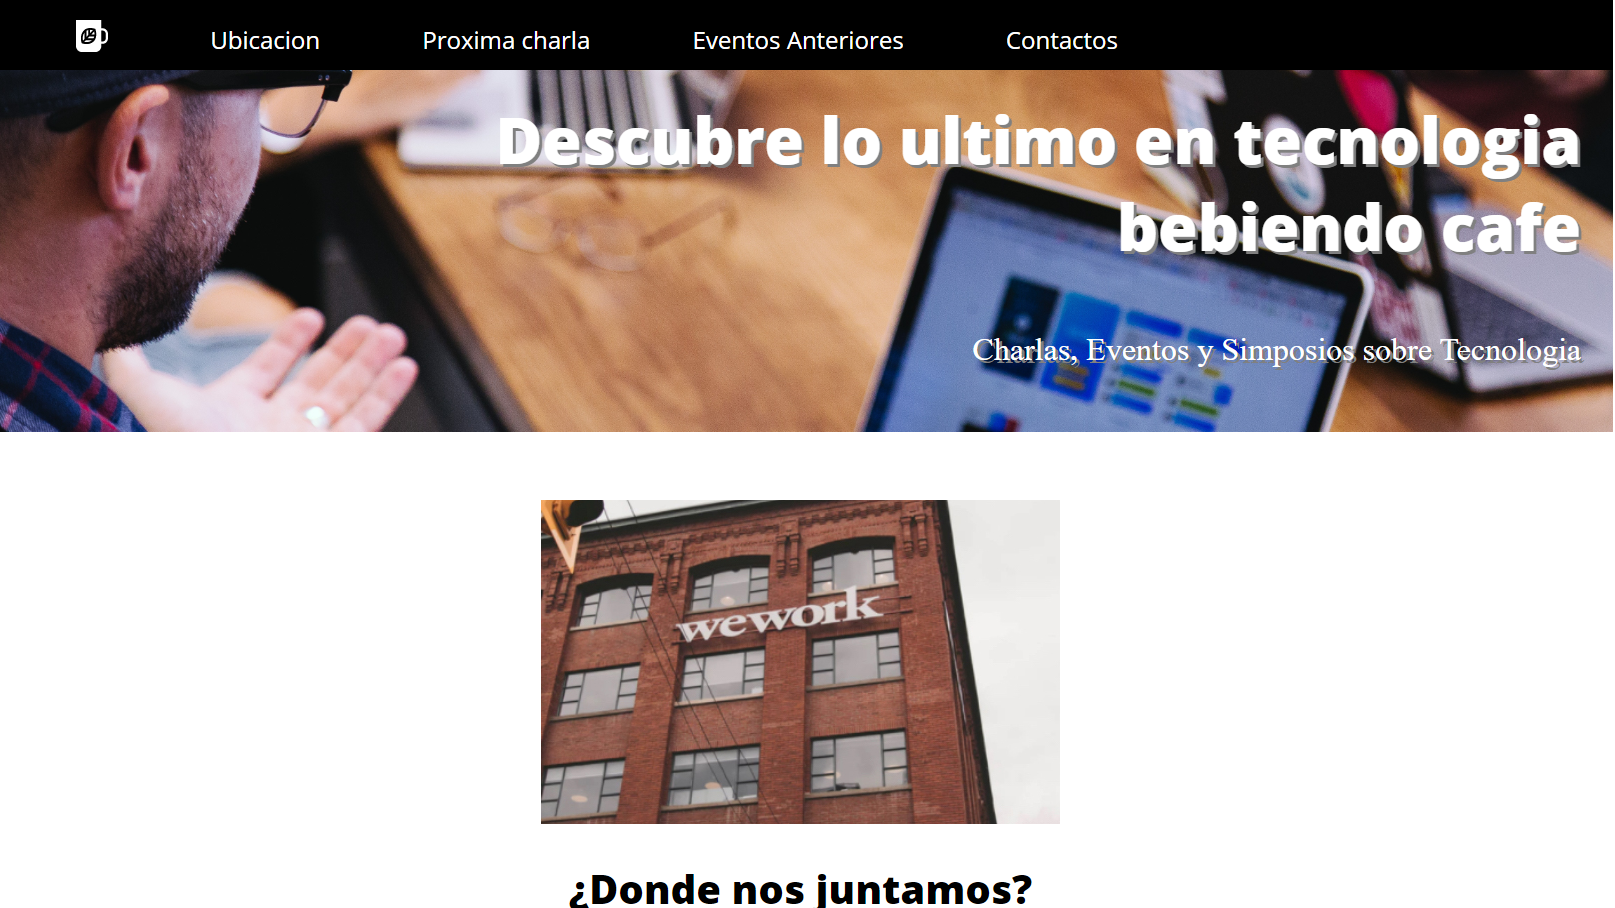 Ubicacion
Proxima charla
Eventos Anteriores
Contactos
Descubre lo ultimo en tecnologia
bebiendo cafe
Charlas, Eventos y Simposios sobre Tecnologia
wework
¿Donde nos juntamos?